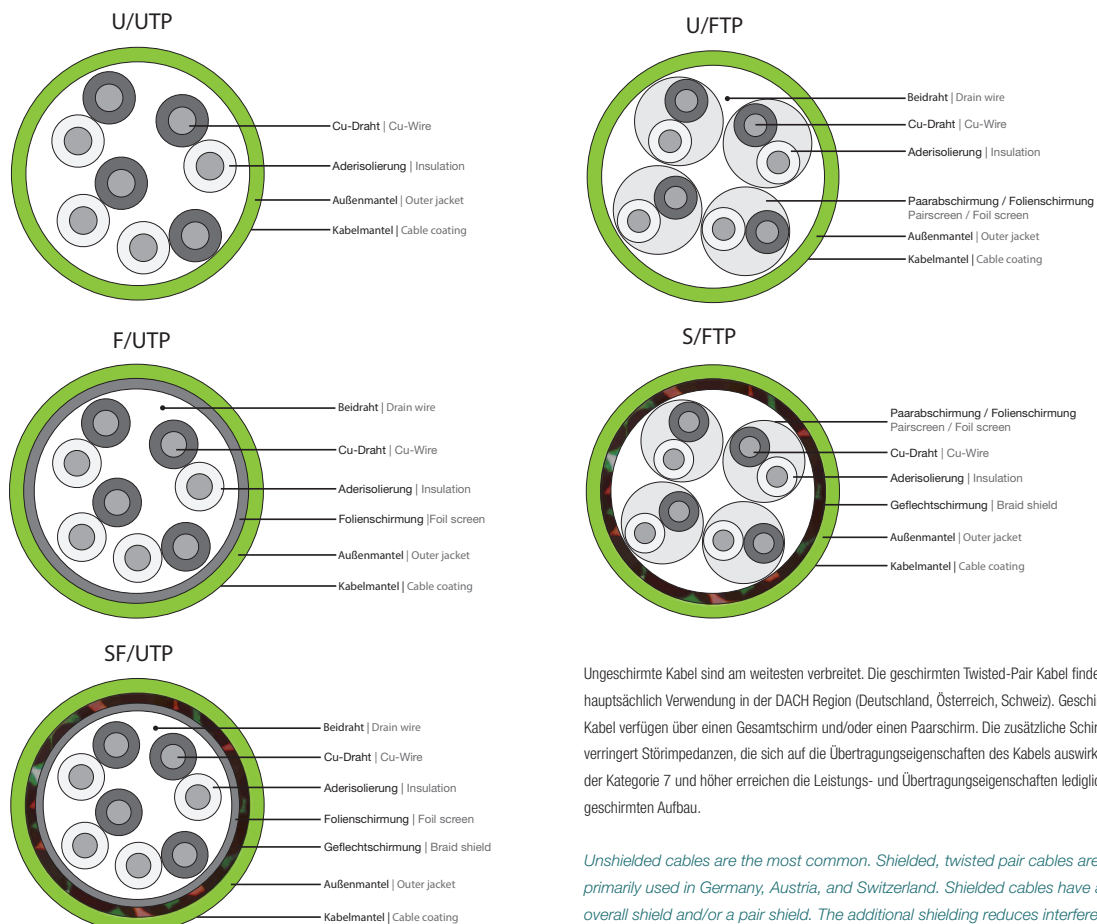 U/UTP
Cu-Draht | Cu-Wire
Aderisolierung | Insulation
Außenmantel | Outer jacket
Kabelmantel | Cable coating
U/FTP
Beidraht | Drain wire
Cu-Draht | Cu-Wire
Aderisolierung | Insulation
Paarabschirmung / Folienschirmung
Pairscreen / Foil screen
Außenmantel | Outer jacket
Kabelmantel | Cable coating
F/UTP
Beidraht | Drain wire
Cu-Draht | Cu-Wire
Aderisolierung | Insulation
Folienschirmung |Foil screen
Außenmantel | Outer jacket
Kabelmantel | Cable coating
S/FTP
Paarabschirmung / Folienschirmung
Pairscreen / Foil screen
Cu-Draht | Cu-Wire
Aderisolierung | Insulation
Geflechtschirmung | Braid shield
Außenmantel | Outer jacket
Kabelmantel | Cable coating
SF/UTP
Beidraht | Drain wire
Cu-Draht | Cu-Wire
Aderisolierung | Insulation
Folienschirmung | Foil screen
Geflechtschirmung | Braid shield
Außenmantel | Outer jacket
Kabelmantel | Cable coating
Ungeschirmte Kabel sind am weitesten verbreitet. Die geschirmten Twisted-Pair Kabel finde
hauptsächlich Verwendung in der DACH Region (Deutschland, Österreich, Schweiz). Geschi
Kabel verfügen über einen Gesamtschirm und/oder einen Paarschirm. Die zusätzliche Schir
verringert Störimpedanzen, die sich auf die Übertragungseigenschaften des Kabels auswirk
der Kategorie 7 und höher erreichen die Leistungs- und Übertragungseigenschaften lediglic
geschirmten Aufbau.
Unshielded cables are the most common. Shielded, twisted pair cables are
primarily used in Germany, Austria, and Switzerland. Shielded cables have a
overall shield and/or a pair shield. The additional shielding reduces interfere